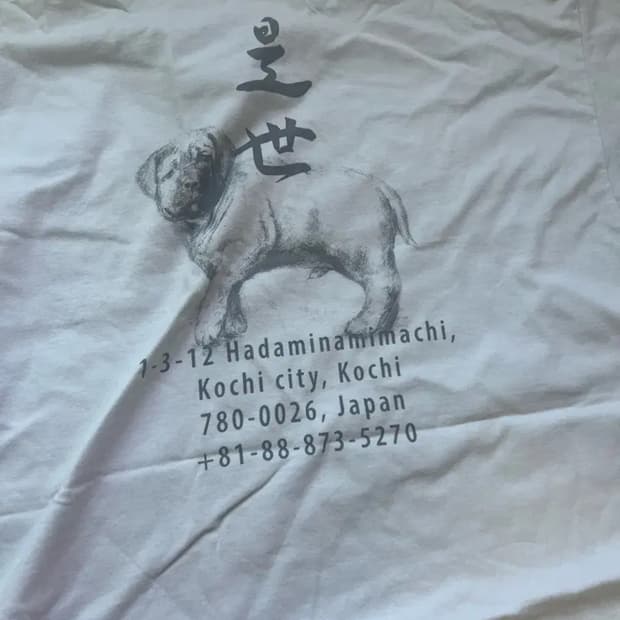 是
世
1-3-12 Hadaminamimachi,
Kochi city, Kochi
780-0026, Japan
+81-88-873-5270